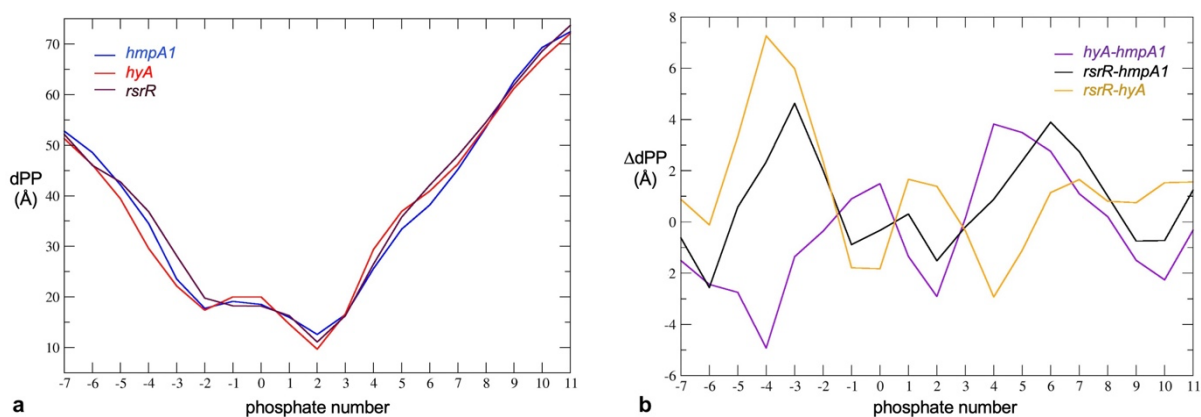 70
60
50
40
30
20
10
dPP
(Å)
hmpA1
hyA
rsrR
-7 -6 -5 -4 -3 -2 -1 0 1 2 3 4 5 6 7 8 9 10 11
a phosphate number
8
6
4
2
0
2
-4
-6
ΔdPP
(Å)
hyA-hmpA1
rsrR-hmpA1
rsrR-hyA
-7 -6 -5 -4 -3 -2 -1 0 1 2 3 4 5 6 7 8 9 10 11
b phosphate number